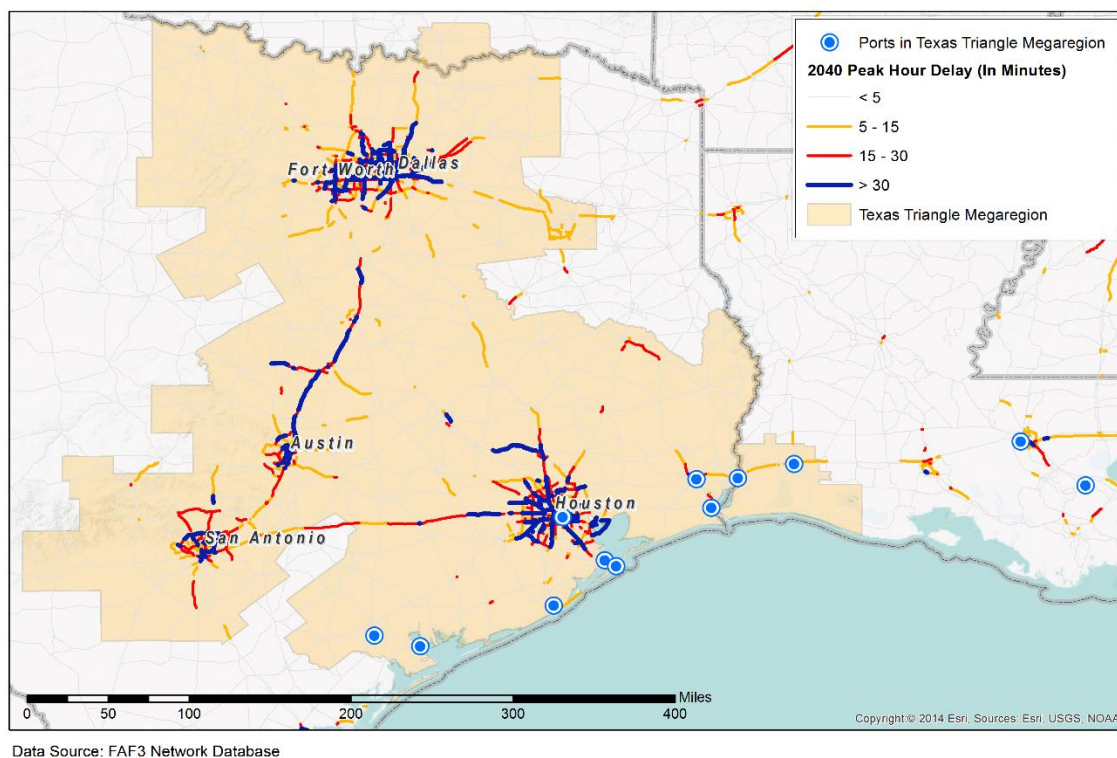 Ports in Texas Triangle Megaregion
2040 Peak Hour Delay (In Minutes)
< 5
5 - 15
15 - 30
> 30
Texas Triangle Megaregion
Fort Worth
Dallas
Austin
Houston
San Antonio
Miles
0 50 100 200 300 400
Copyright:© 2014 Esri, Sources: Esri, USGS, NOAA
Data Source: FAF3 Network Database